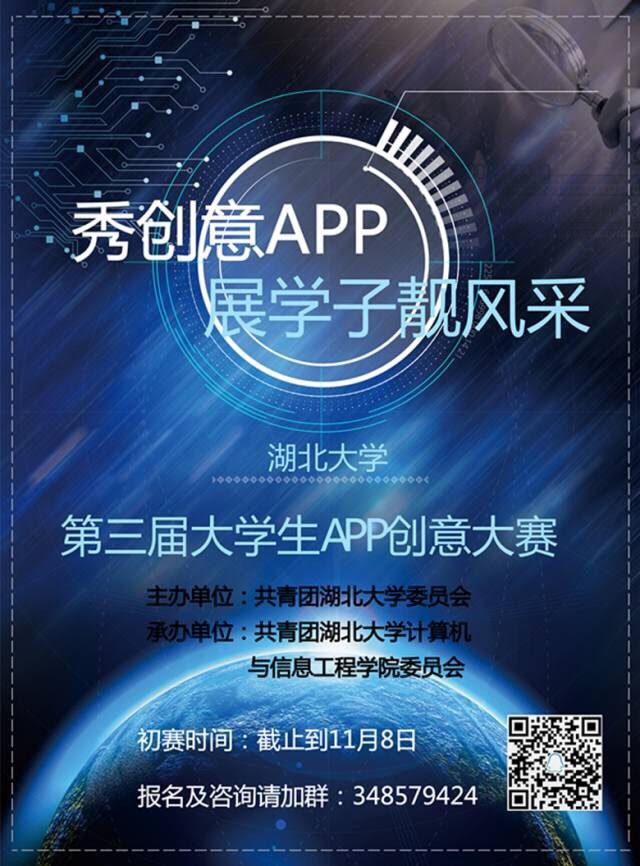 秀创意APP
展学子靓风采
湖北大学
第三届大学生APP创意大赛
主办单位：共青团湖北大学委员会
承办单位：共青团湖北大学计算机
与信息工程学院委员会
初赛时间：截止到11月8日
报名及咨询请加群：348579424